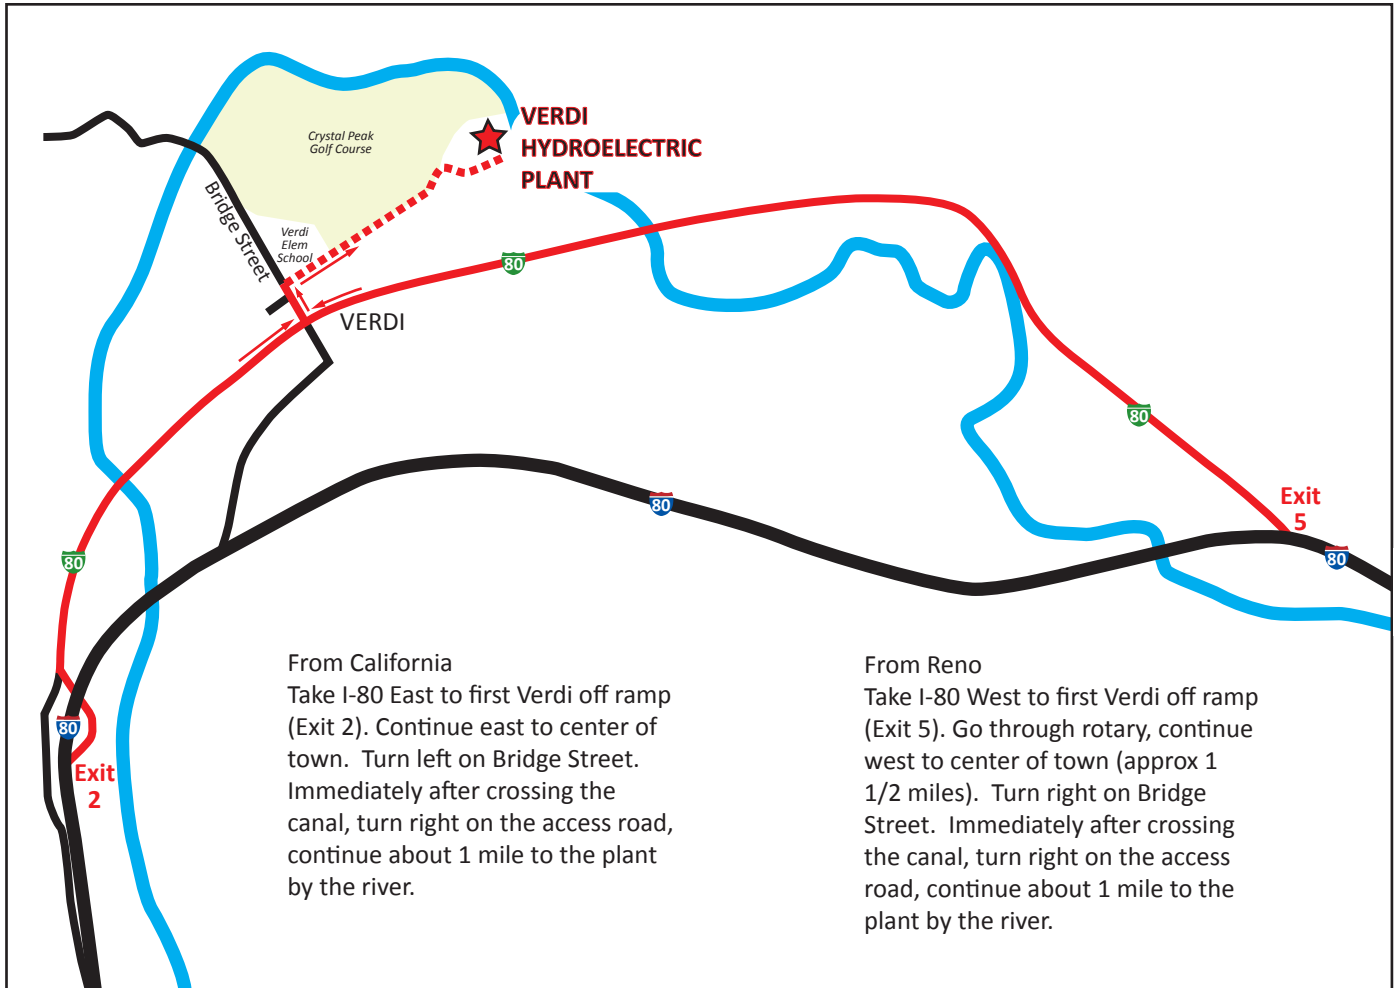 Crystal Peak
Golf Course
VERDI
HYDROELECTRIC
PLANT
Bridge Street
Verdi
Elem
School
80
VERDI
80
80
80
Exit
5
80
80
Exit
2
From California
Take I-80 East to first Verdi off ramp
(Exit 2). Continue east to center of
town.  Turn left on Bridge Street.
Immediately after crossing the
canal, turn right on the access road,
continue about 1 mile to the plant
by the river.
From Reno
Take I-80 West to first Verdi off ramp
(Exit 5). Go through rotary, continue
west to center of town (approx 1
1/2 miles).  Turn right on Bridge
Street.  Immediately after crossing
the canal, turn right on the access
road, continue about 1 mile to the
plant by the river.